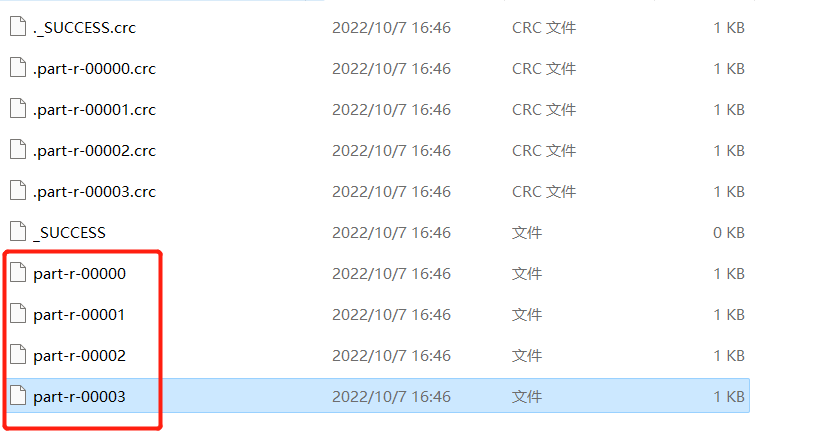 ._SUCCESS.crc 2022/10/7 16:46 CRC 文件 1 KB
.part-r-00000.crc 2022/10/7 16:46 CRC 文件 1 KB
.part-r-00001.crc 2022/10/7 16:46 CRC 文件 1 KB
.part-r-00002.crc 2022/10/7 16:46 CRC 文件 1 KB
.part-r-00003.crc 2022/10/7 16:46 CRC 文件 1 KB
_SUCCESS 2022/10/7 16:46 文件 0 KB
part-r-00000 2022/10/7 16:46 文件 1 KB
part-r-00001 2022/10/7 16:46 文件 1 KB
part-r-00002 2022/10/7 16:46 文件 1 KB
part-r-00003 2022/10/7 16:46 文件 1 KB